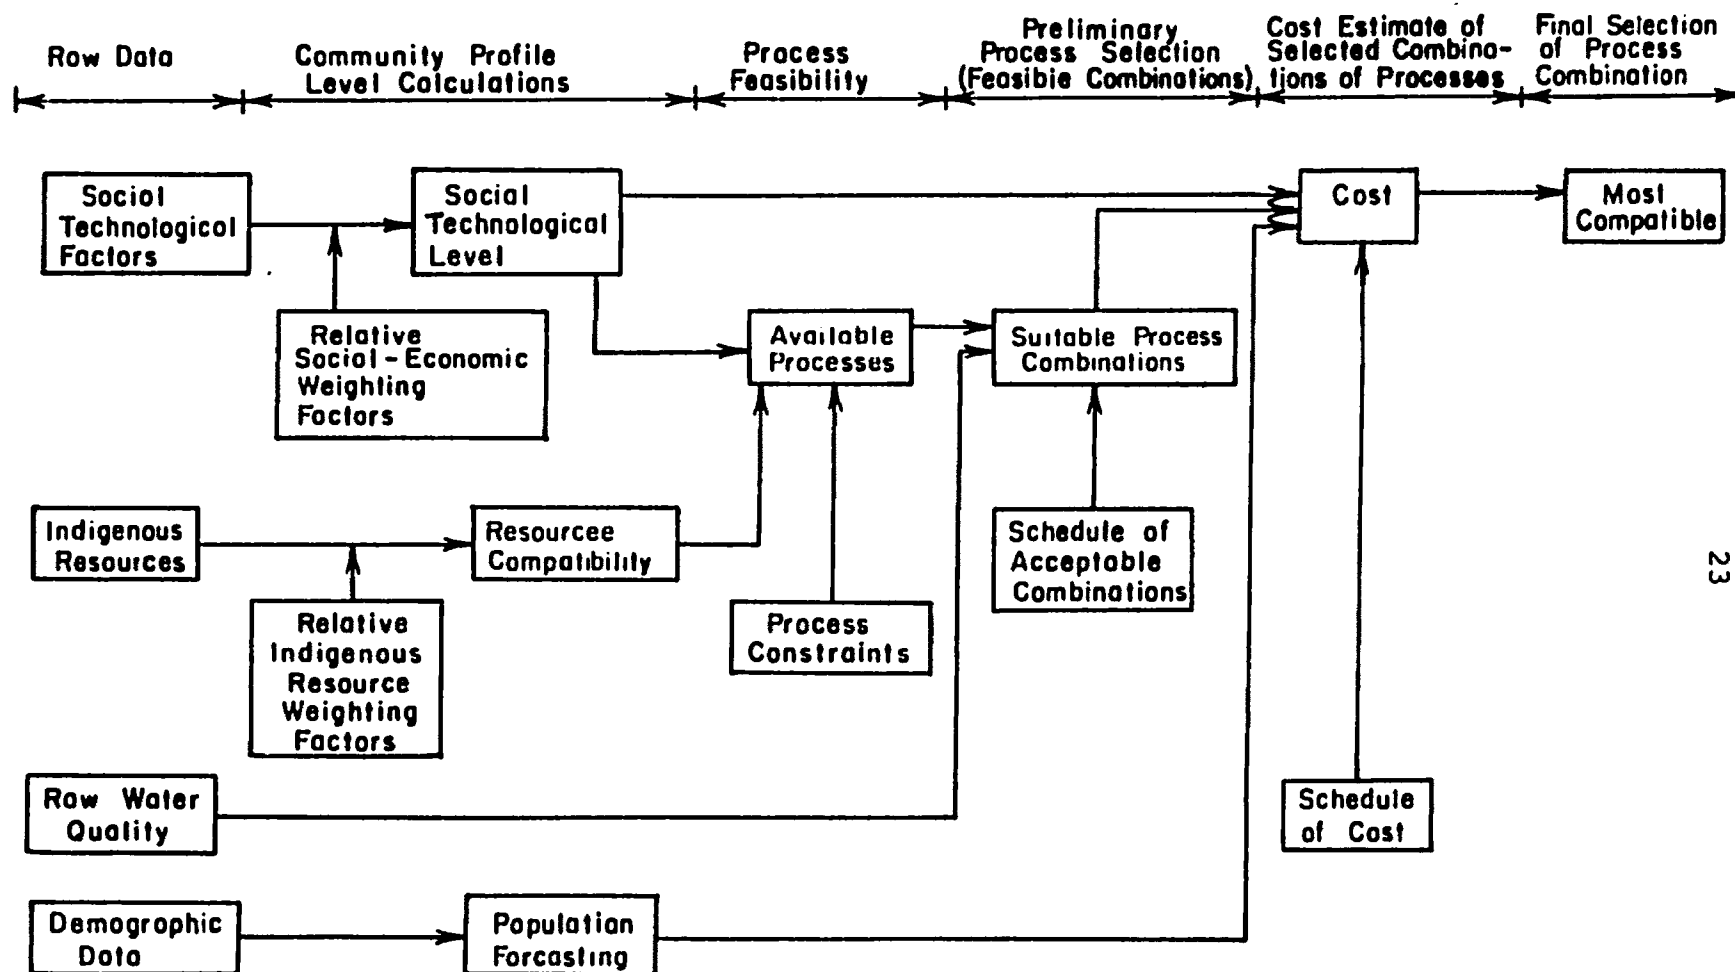 Raw Data
Community Profile
Level Calculations
Process
Feasibility
Preliminary
Process Selection
(Feasible Combinations)
Cost Estimate of
Selected Combina-
tions of Processes
Final Selection
of Process
Combination
Social
Technological
Factors
Social
Technological
Level
Cost
Most
Compatible
Relative
Social-Economic
Weighting
Factors
Available
Processes
Suitable Process
Combinations
Indigenous
Resources
Resourcee
Compatibility
Schedule of
Acceptable
Combinations
23
Relative
Indigenous
Resource
Weighting
Factors
Process
Constraints
Raw Water
Quality
Schedule
of Cost
Demographic
Data
Population
Forcasting